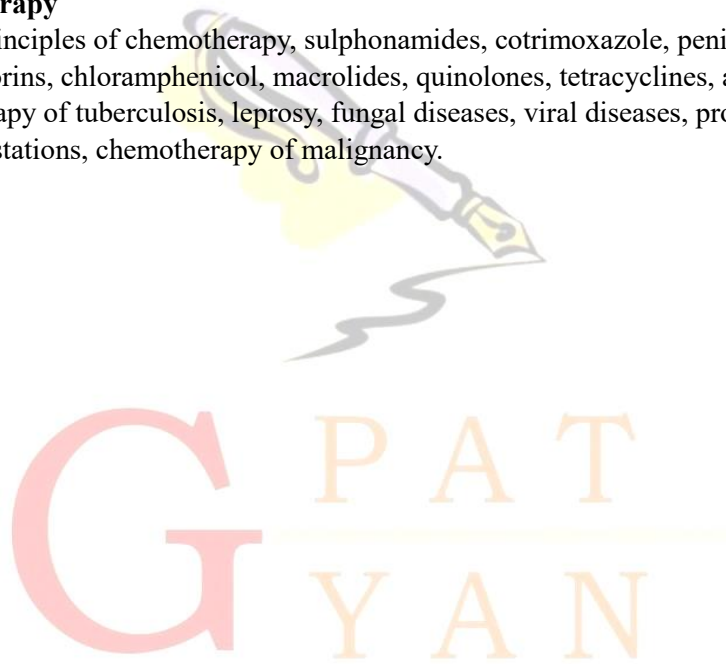 rapy
inciples of chemotherapy, sulphonamides, cotrimoxazole, peni
orins, chloramphenicol, macrolides, quinolones, tetracyclines, a
apy of tuberculosis, leprosy, fungal diseases, viral diseases, pro
stations, chemotherapy of malignancy.
G PAT
YAN